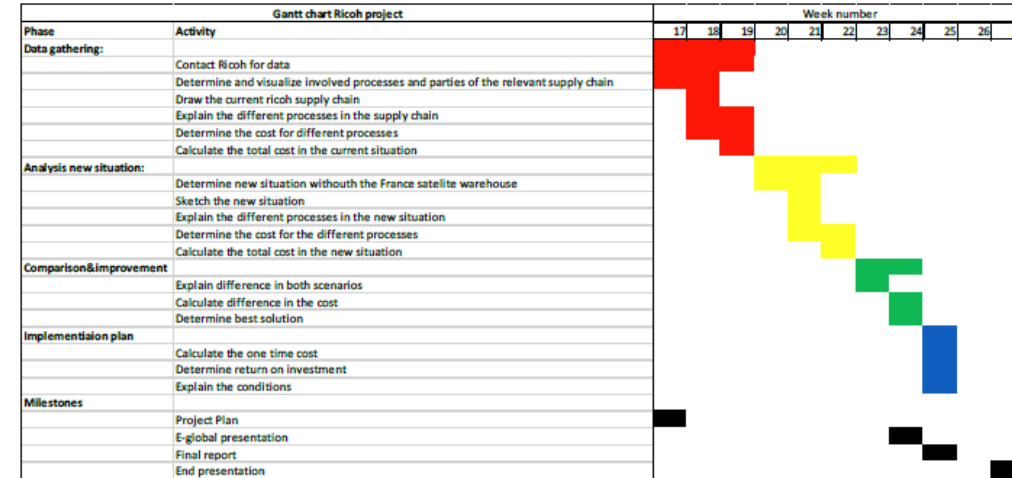 Gantt chart Ricoh project Week number
Phase Activity 17 18 19 20 21 22 23 24 25 26
Data gathering:
Contact Ricoh for data
Determine and visualize involved processes and parties of the relevant supply chain
Draw the current ricoh supply chain
Explain the different processes in the supply chain
Determine the cost for different processes
Calculate the total cost in the current situation
Analysis new situation:
Determine new situation withouth the France satelite warehouse
Sketch the new situation
Explain the different processes in the new situation
Determine the cost for the different processes
Calculate the total cost in the new situation
Comparison&improvement
Explain difference in both scenarios
Calculate difference in the cost
Determine best solution
Implementiaion plan
Calculate the one time cost
Determine return on investment
Explain the conditions
Milestones
Project Plan
E-global presentation
Final report
End presentation